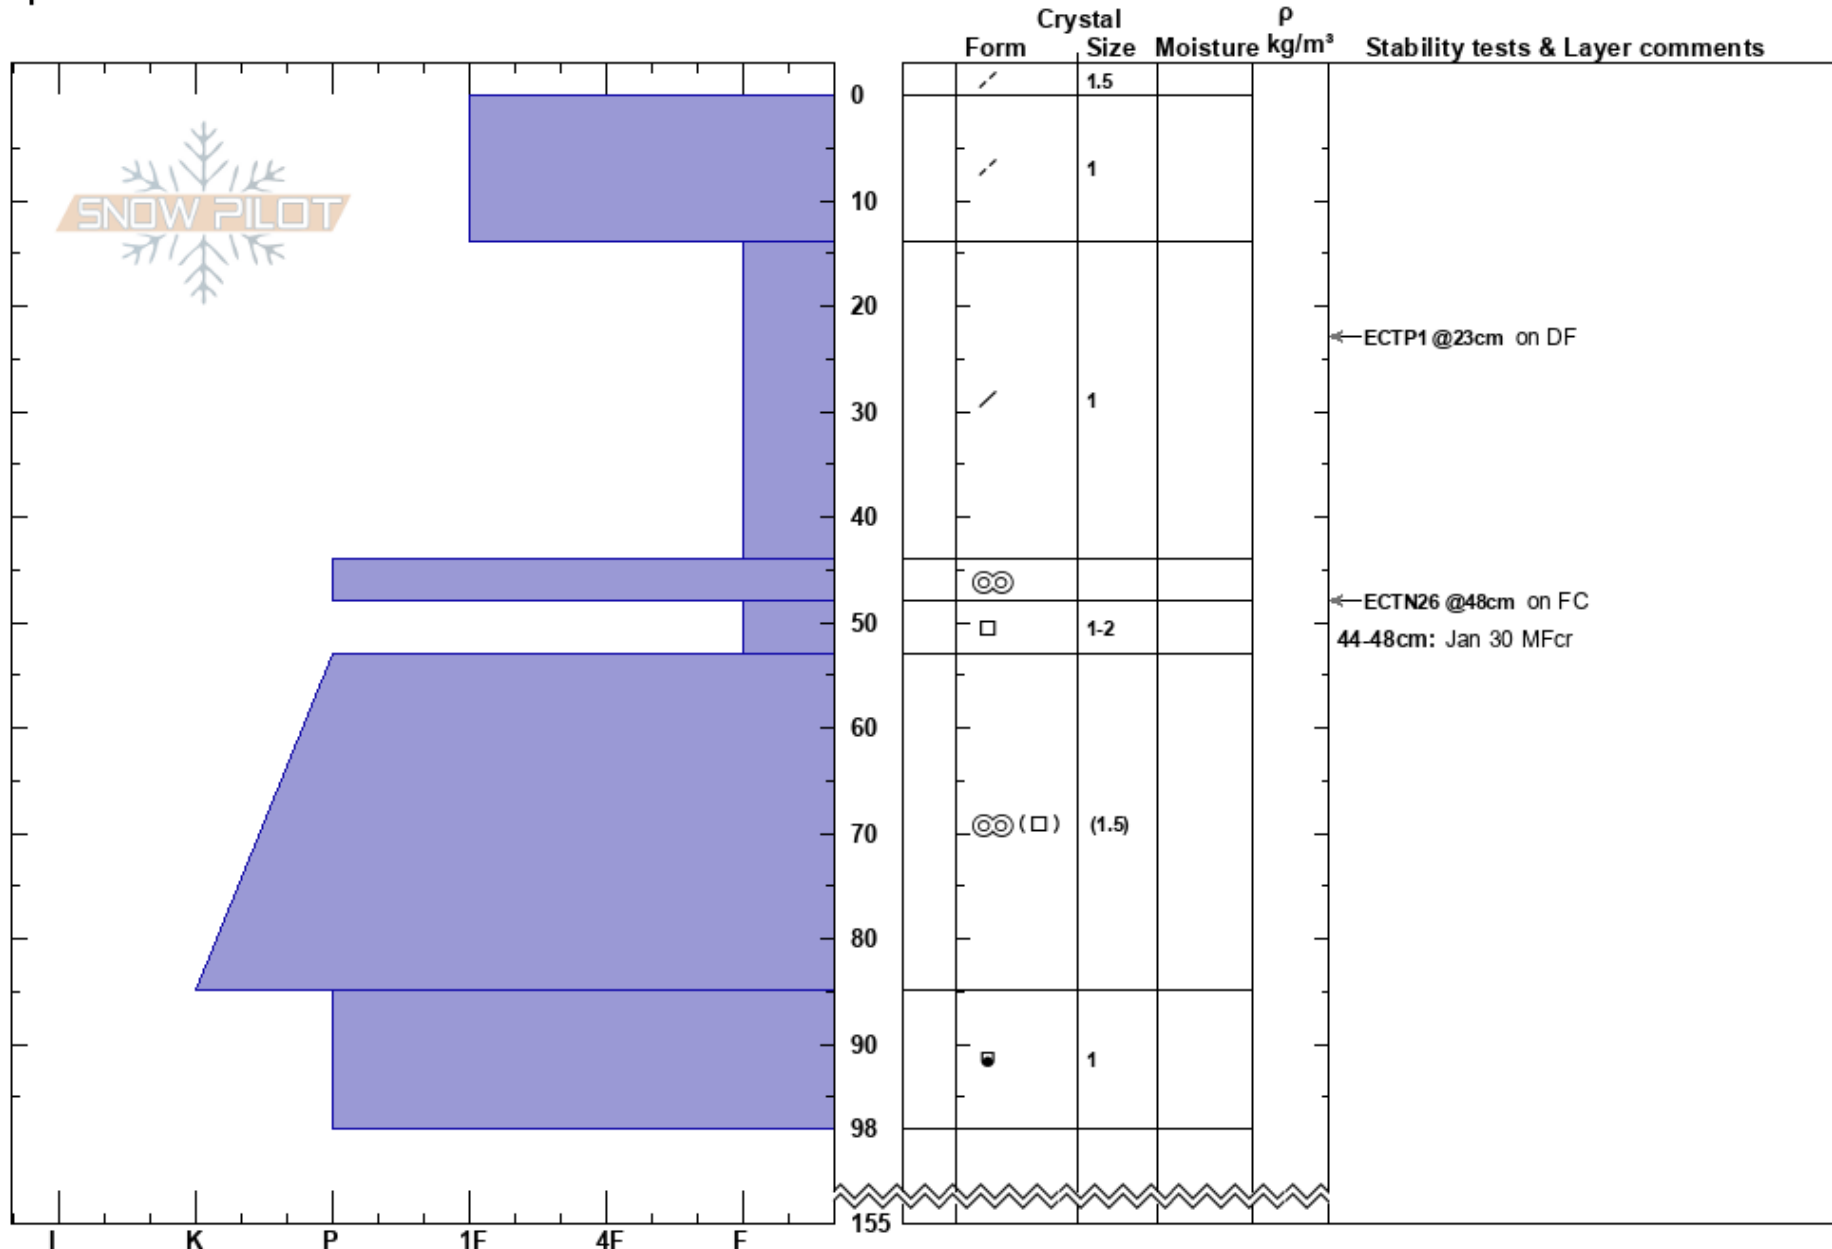 Crystal
ρ
Form Size Moisture kg/m³ Stability tests & Layer comments
1.5
0
SNOW PILOT
1
10
20
ECTP1 @23cm on DF
30
1
40
ECTN26 @48cm on FC
50
1-2
44-48cm: Jan 30 MFcr
60
70
( ) (1.5)
80
90
1
98
155
I K P 1F 4F F